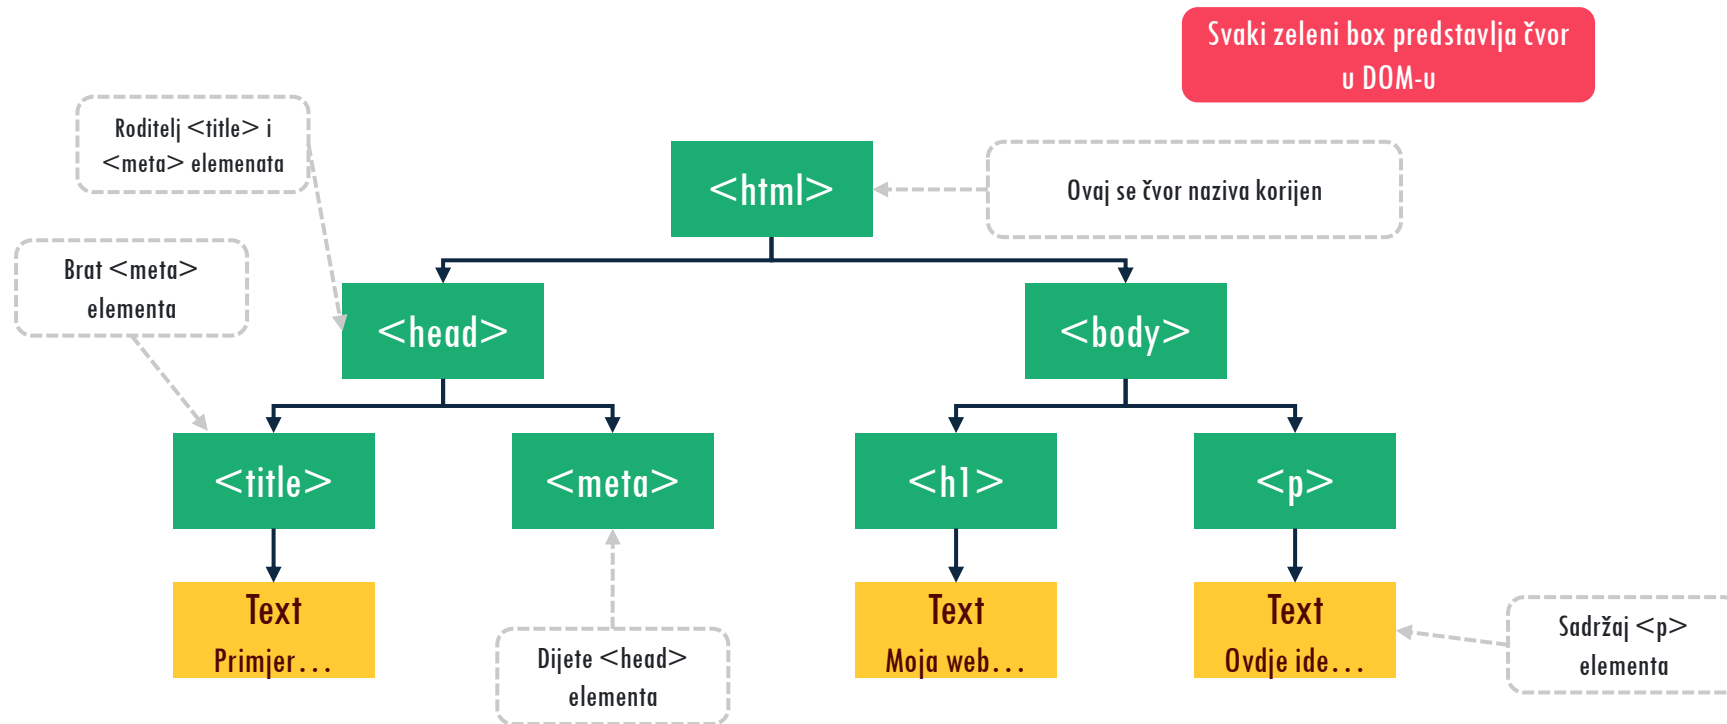 Svaki zeleni box predstavlja čvor
u DOM-u
Roditelj <title> i
<meta> elemenata
<html>
Ovaj se čvor naziva korijen
Brat <meta>
elementa
<head>
<body>
<title>
<meta>
<h1>
<p>
Text
Primjer...
Dijete <head>
elementa
Text
Moja web...
Text
Ovdje ide...
Sadržaj <p>
elementa